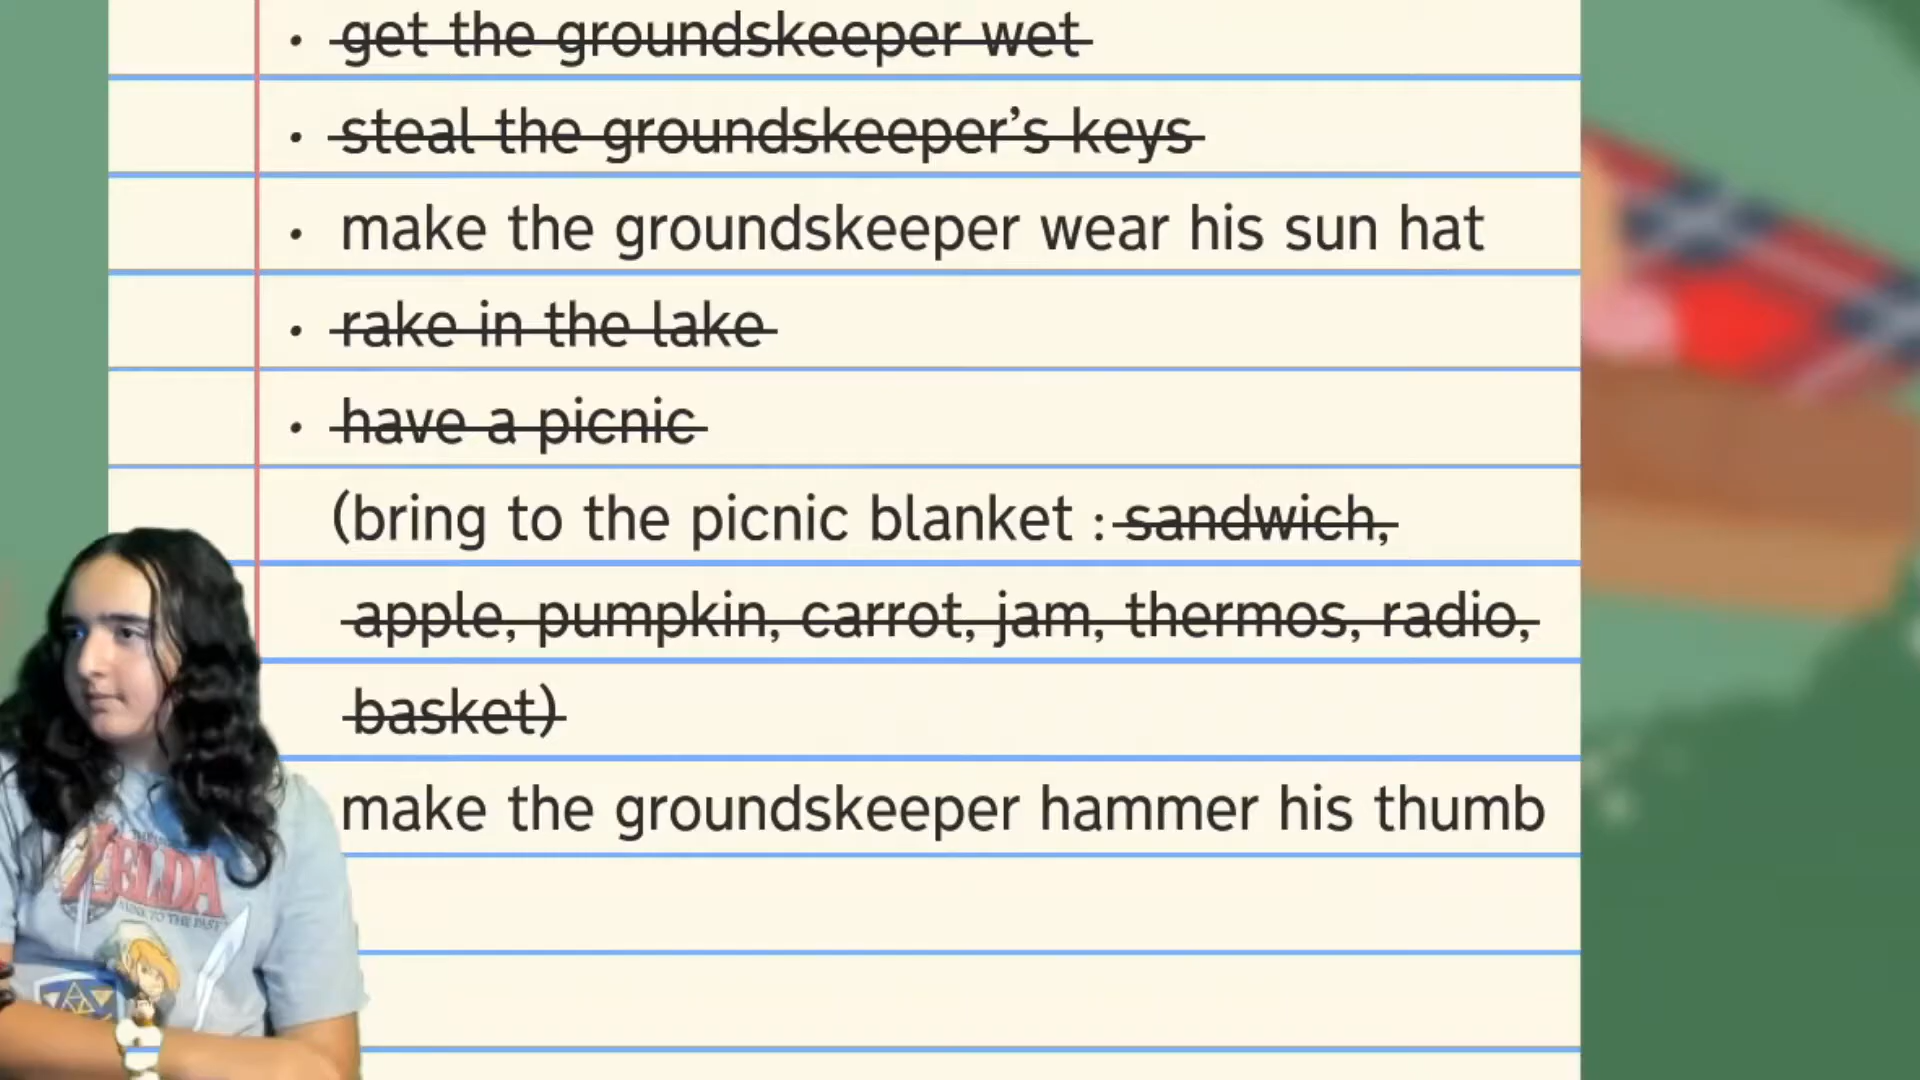 • get the groundskeeper wet
• steal the groundskeeper's keys
• make the groundskeeper wear his sun hat
• rake in the lake
• have a picnic
(bring to the picnic blanket : sandwich,
apple, pumpkin, carrot, jam, thermos, radio,
basket)
make the groundskeeper hammer his thumb
ZELDA